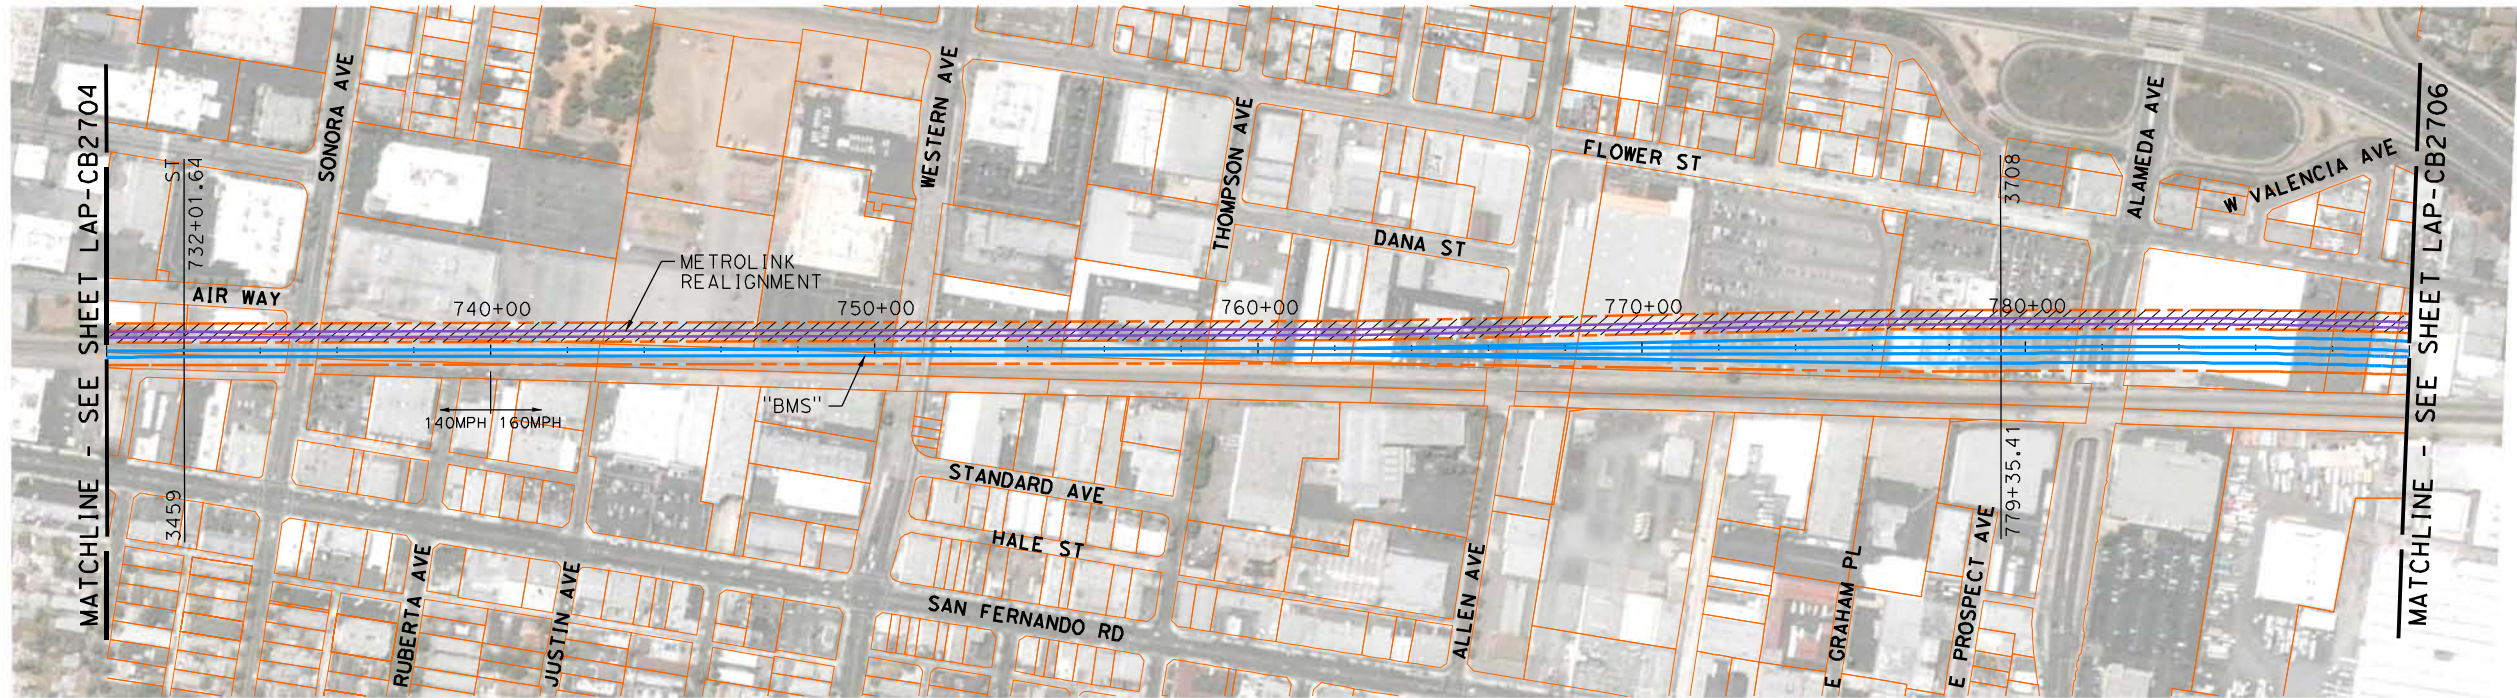 MATCHLINE - SEE SHEET LAP-CB2704
ST
732+01.64
3459
SONORA AVE
AIR WAY
WESTERN AVE
THOMPSON AVE
FLOWER ST
DANA ST
3708
779+35.41
ALAMEDA AVE
W VALENCIA AVE
METROLINK
REALIGNMENT
740+00
750+00
760+00
770+00
780+00
"BMS"
140MPH
160MPH
STANDARD AVE
HALE ST
SAN FERNANDO RD
RUBERTA AVE
JUSTIN AVE
ALLEN AVE
E GRAHAM PL
E PROSPECT AVE
MATCHLINE - SEE SHEET LAP-CB2706